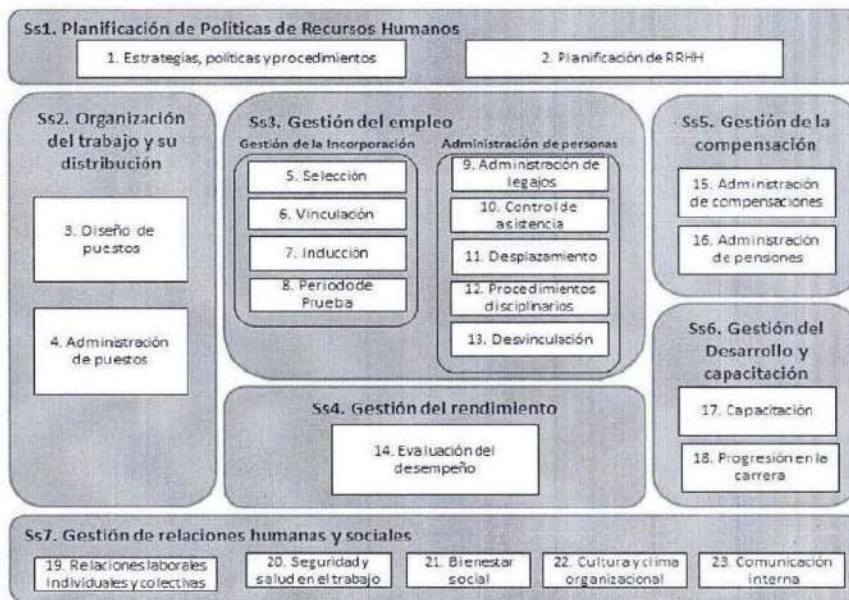 Ss1. Planificación de Políticas de Recursos Humanos
1. Estrategias, políticas y procedimientos
2. Planificación de RRHH
Ss2. Organización
del trabajo y su
distribución
3. Diseño de
puestos
4. Administración
de puestos
Ss3. Gestión del empleo
Gestión de la Incorporación
5. Selección
6. Vinculación
7. Inducción
8. Periodo de
Prueba
Administración de personas
9. Administración de
legajos
10. Control de
asistencia
11. Desplazamiento
12. Procedimientos
disciplinarios
13. Desvinculación
Ss4. Gestión del rendimiento
14. Evaluación del
desempeño
Ss5. Gestión de la
compensación
15. Administración
de compensaciones
16. Administración
de pensiones
Ss6. Gestión del
Desarrollo y
capacitación
17. Capacitación
18. Progresión en la
carrera
Ss7. Gestión de relaciones humanas y sociales
19. Relaciones laborales
individuales y colectivas
20. Seguridad y
salud en el trabajo
21. Bienestar
social
22. Cultura y clima
organizacional
23. Comunicación
interna